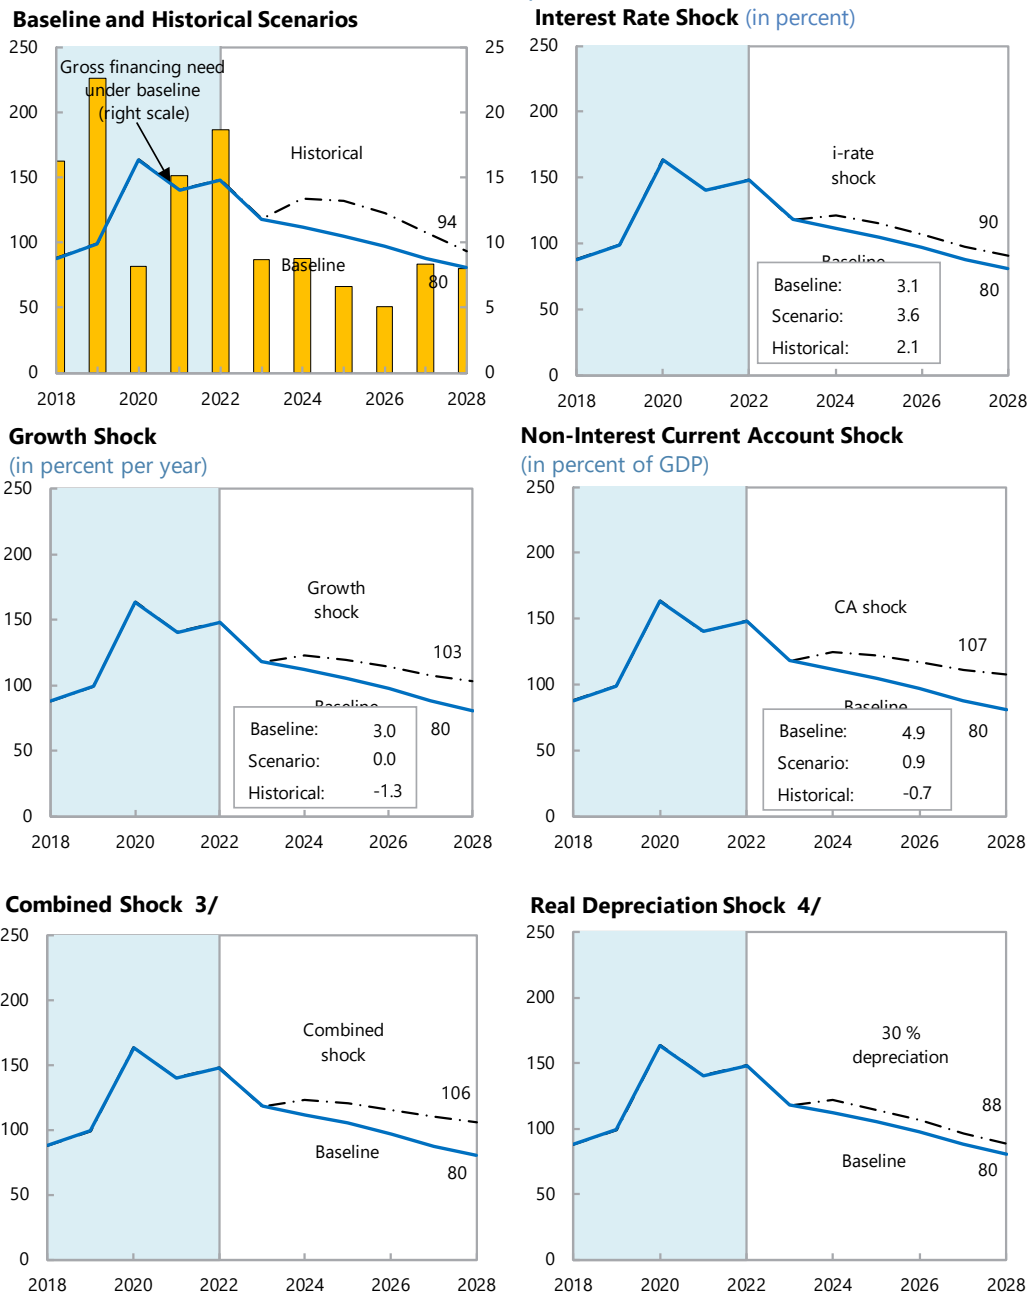 Baseline and Historical Scenarios
250
200
150
100
50
0
25
20
15
10
5
0
Gross financing need
under baseline
(right scale)
Historical
94
Baseline
80
2018
2020
2022
2024
2026
2028
Interest Rate Shock (in percent)
250
200
150
100
50
0
i-rate
shock
90
Baseline
80
Baseline: 3.1
Scenario: 3.6
Historical: 2.1
2018
2020
2022
2024
2026
2028
Growth Shock
(in percent per year)
250
200
150
100
50
0
Growth
shock
103
Baseline
80
Baseline: 3.0
Scenario: 0.0
Historical: -1.3
2018
2020
2022
2024
2026
2028
Non-Interest Current Account Shock
(in percent of GDP)
250
200
150
100
50
0
CA shock
107
Baseline
80
Baseline: 4.9
Scenario: 0.9
Historical: -0.7
2018
2020
2022
2024
2026
2028
Combined Shock 3/
250
200
150
100
50
0
Combined
shock
106
Baseline
80
2018
2020
2022
2024
2026
2028
Real Depreciation Shock 4/
250
200
150
100
50
0
30 %
depreciation
88
Baseline
80
2018
2020
2022
2024
2026
2028